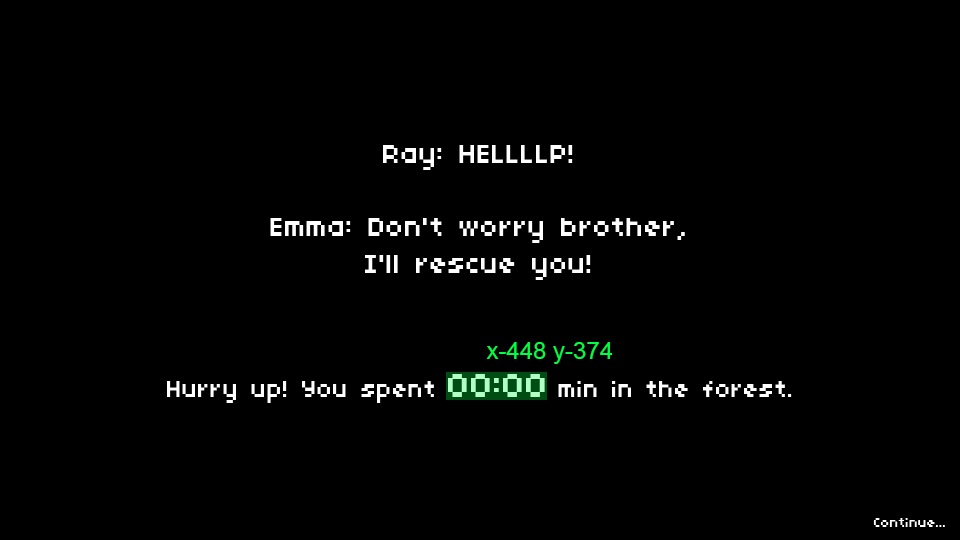 Ray: HELLLLP!
Emma: Don't worry brother,
I'll rescue you!
x-448 y-374
Hurry up! You spent 00:00 min in the forest.
Continue...